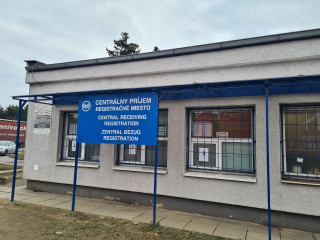 CENTRÁLNY PRÍJEM
REGISTRAČNÉ MIESTO
CENTRAL RECEIVING
REGISTRATION
ZENTRAL BEZUG
REGISTRATION